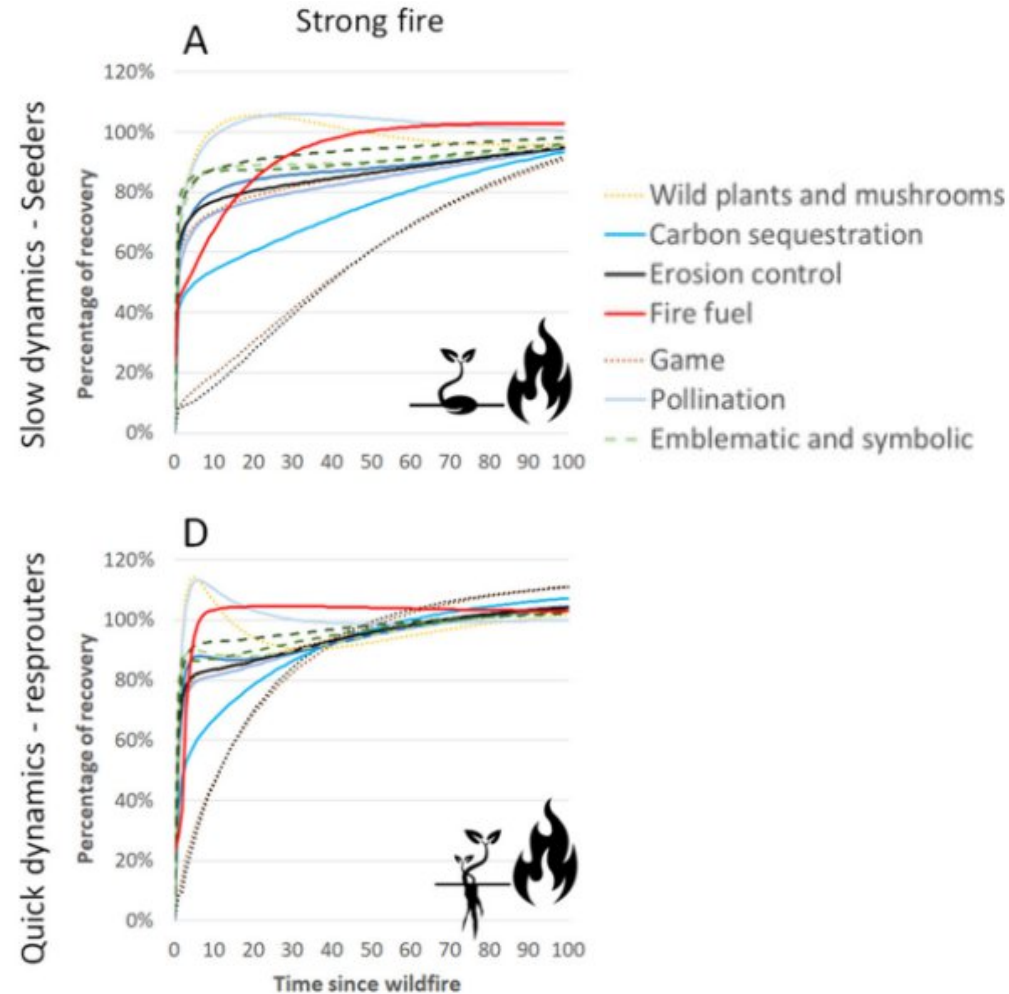 Strong fire
A
Slow dynamics - Seeders
Percentage of recovery
120%
100%
80%
60%
40%
20%
0%
0 10 20 30 40 50 60 70 80 90 100
Wild plants and mushrooms
Carbon sequestration
Erosion control
Fire fuel
Game
Pollination
Emblematic and symbolic
D
Quick dynamics - resprouters
Percentage of recovery
120%
100%
80%
60%
40%
20%
0%
0 10 20 30 40 50 60 70 80 90 100
Time since wildfire